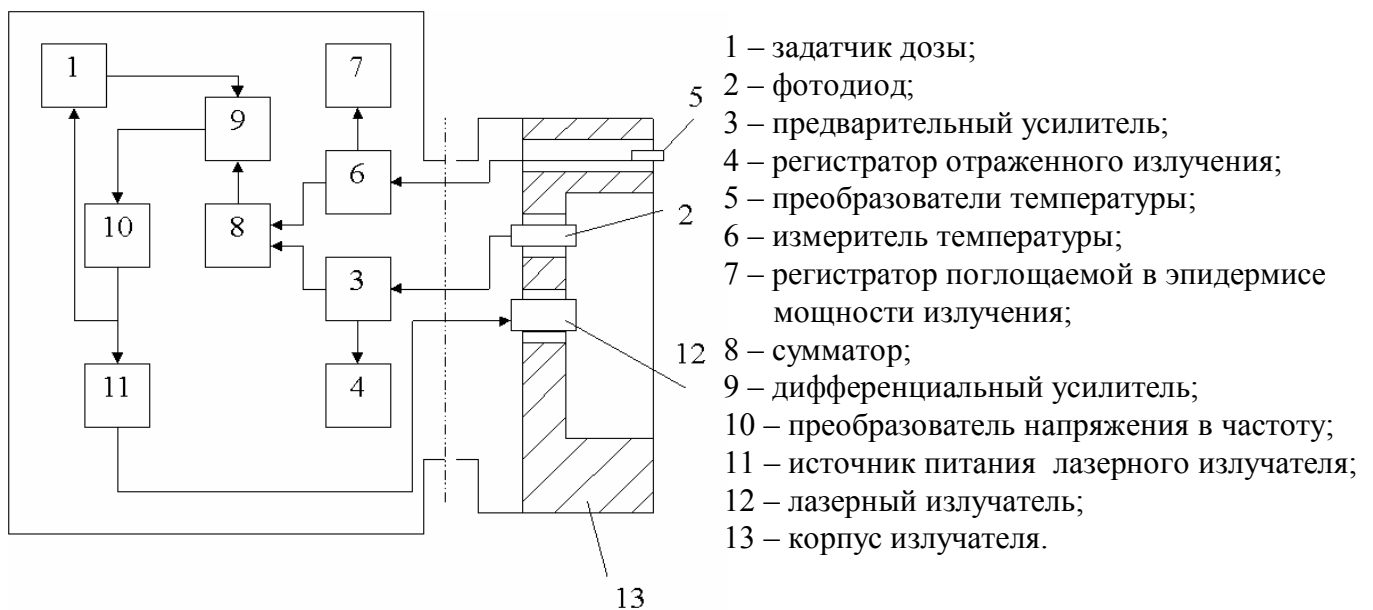 1
7
9
6
10
8
3
11
4
5
2
12
13
1 – задатчик дозы;
2 – фотодиод;
3 – предварительный усилитель;
4 – регистратор отраженного излучения;
5 – преобразователи температуры;
6 – измеритель температуры;
7 – регистратор поглощаемой в эпидермисе
мощности излучения;
8 – сумматор;
9 – дифференциальный усилитель;
10 – преобразователь напряжения в частоту;
11 – источник питания лазерного излучателя;
12 – лазерный излучатель;
13 – корпус излучателя.